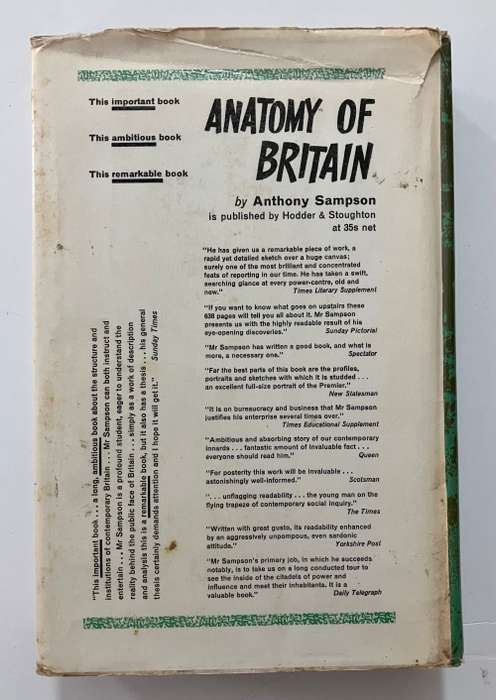 This important book
This ambitious book
This remarkable book
ANATOMY OF
BRITAIN
by Anthony Sampson
is published by Hodder & Stoughton
at 35s net
"He has given us a remarkable piece of work, a
rapid yet detailed sketch over a huge canvas;
surely one of the most brilliant and concentrated
feats of reporting in our time. He has taken a swift,
searching glance at every power-centre, old and
new." Times Literary Supplement
"If you want to know what goes on upstairs these
638 pages will tell you all about it. Mr Sampson
presents us with the highly readable result of his
eye-opening discoveries." Sunday Pictorial
"Mr Sampson has written a good book, and what is
more, a necessary one." Spectator
"Far the best parts of this book are the profiles,
portraits and sketches with which it is studded . . .
an excellent full-size portrait of the Premier."
New Statesman
"It is on bureaucracy and business that Mr Sampson
justifies his enterprise several times over."
Times Educational Supplement
"Ambitious and absorbing story of our contemporary
innards . . . fantastic amount of invaluable fact . . .
everyone should read him." Queen
"For posterity this work will be invaluable . . .
astonishingly well-informed." Scotsman
". . . unflagging readability . . . the young man on the
flying trapeze of contemporary social inquiry."
The Times
"Written with great gusto, its readability enhanced
by an aggressively unpompous, even sardonic
attitude." Yorkshire Post
"Mr Sampson's primary job, in which he succeeds
notably, is to take us on a long conducted tour to
see the inside of the citadels of power and
influence and meet their inhabitants. It is a
valuable book." Daily Telegraph
"This important book . . . a long, ambitious book about the structure and
institutions of contemporary Britain . . . Mr Sampson can both instruct and
entertain . . . Mr Sampson is a profound student, eager to understand the
reality behind the public face of Britain . . . simply as a work of description
and analysis this is a remarkable book, but it also has a thesis . . . his general
thesis certainly demands attention and I hope it will get it." Sunday Times